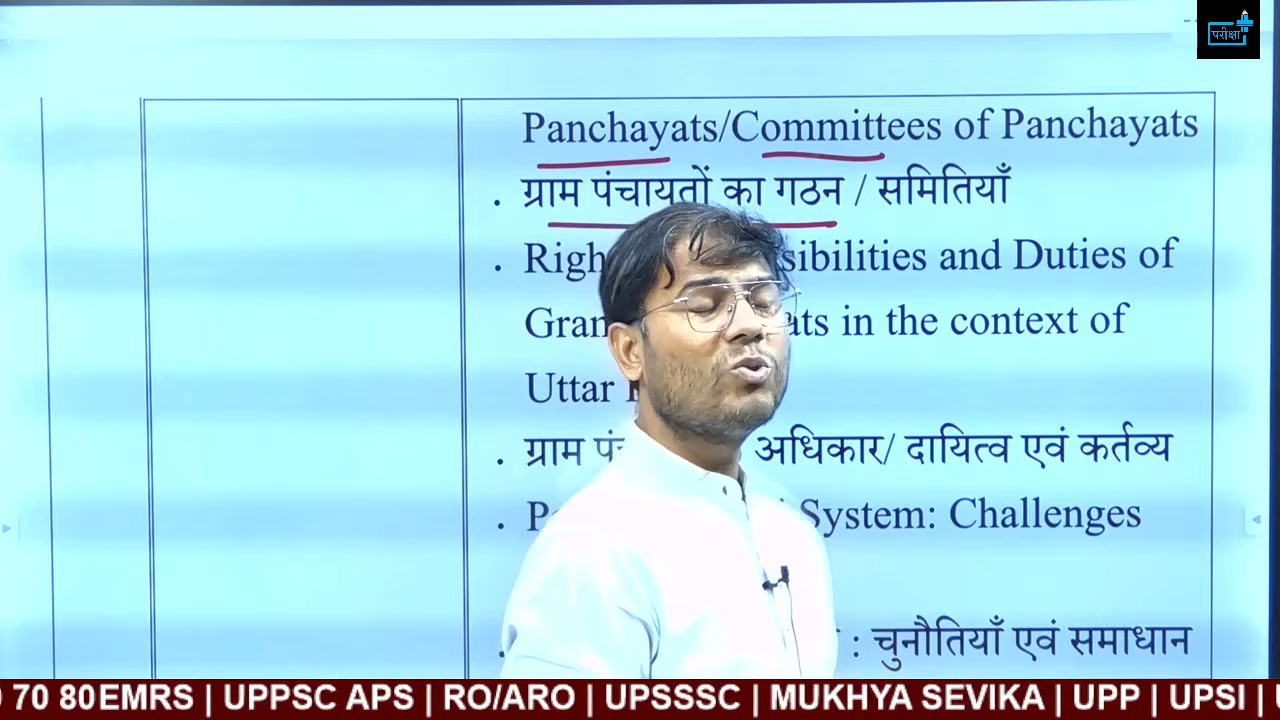 परीक्षा
Panchayats/Committees of Panchayats
. ग्राम पंचायतों का गठन / समितियाँ
. Righ sibilities and Duties of
Gran ats in the context of
Uttar
. ग्राम अधिकार/ दायित्व एवं कर्तव्य
. System: Challenges
. : चुनौतियाँ एवं समाधान
70 80EMRS | UPPSC APS | RO/ARO | UPSSSC | MUKHYA SEVIKA | UPP | UPSI |